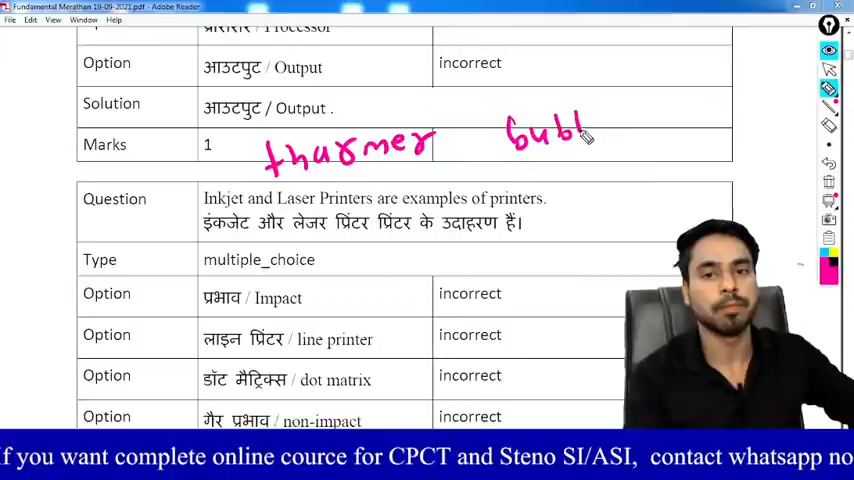 Fundamental Merathan 19-09-2021.pdf - Adobe Reader
File Edit View Window Help
Option आउटपुट / Output incorrect
Solution आउटपुट / Output .
Marks 1
tharmer bubl
Question Inkjet and Laser Printers are examples of printers.
इंकजेट और लेजर प्रिंटर प्रिंटर के उदाहरण हैं।
Type multiple_choice
Option प्रभाव / Impact incorrect
Option लाइन प्रिंटर / line printer incorrect
Option डॉट मैट्रिक्स / dot matrix incorrect
Option गैर प्रभाव / non-impact incorrect
If you want complete online cource for CPCT and Steno SI/ASI, contact whatsapp no